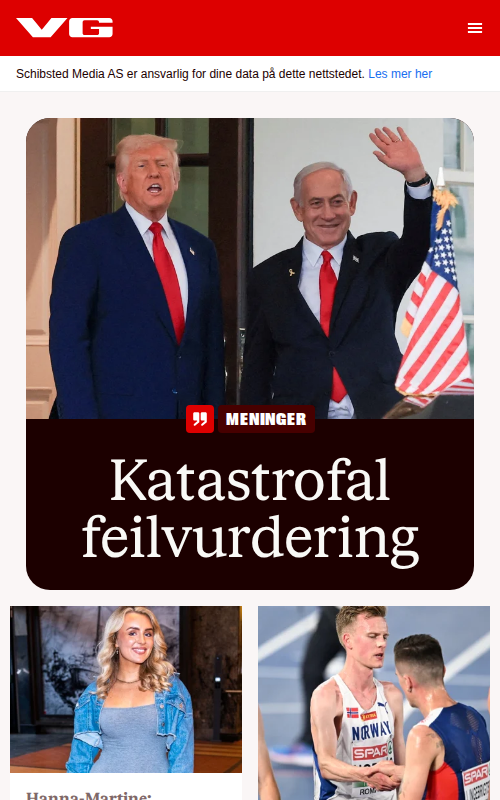 VG
Schibsted Media AS er ansvarlig for dine data på dette nettstedet. Les mer her
MENINGER
Katastrofal
feilvurdering
NORWAY
SPAR
SPAR
Hanna-Martine: